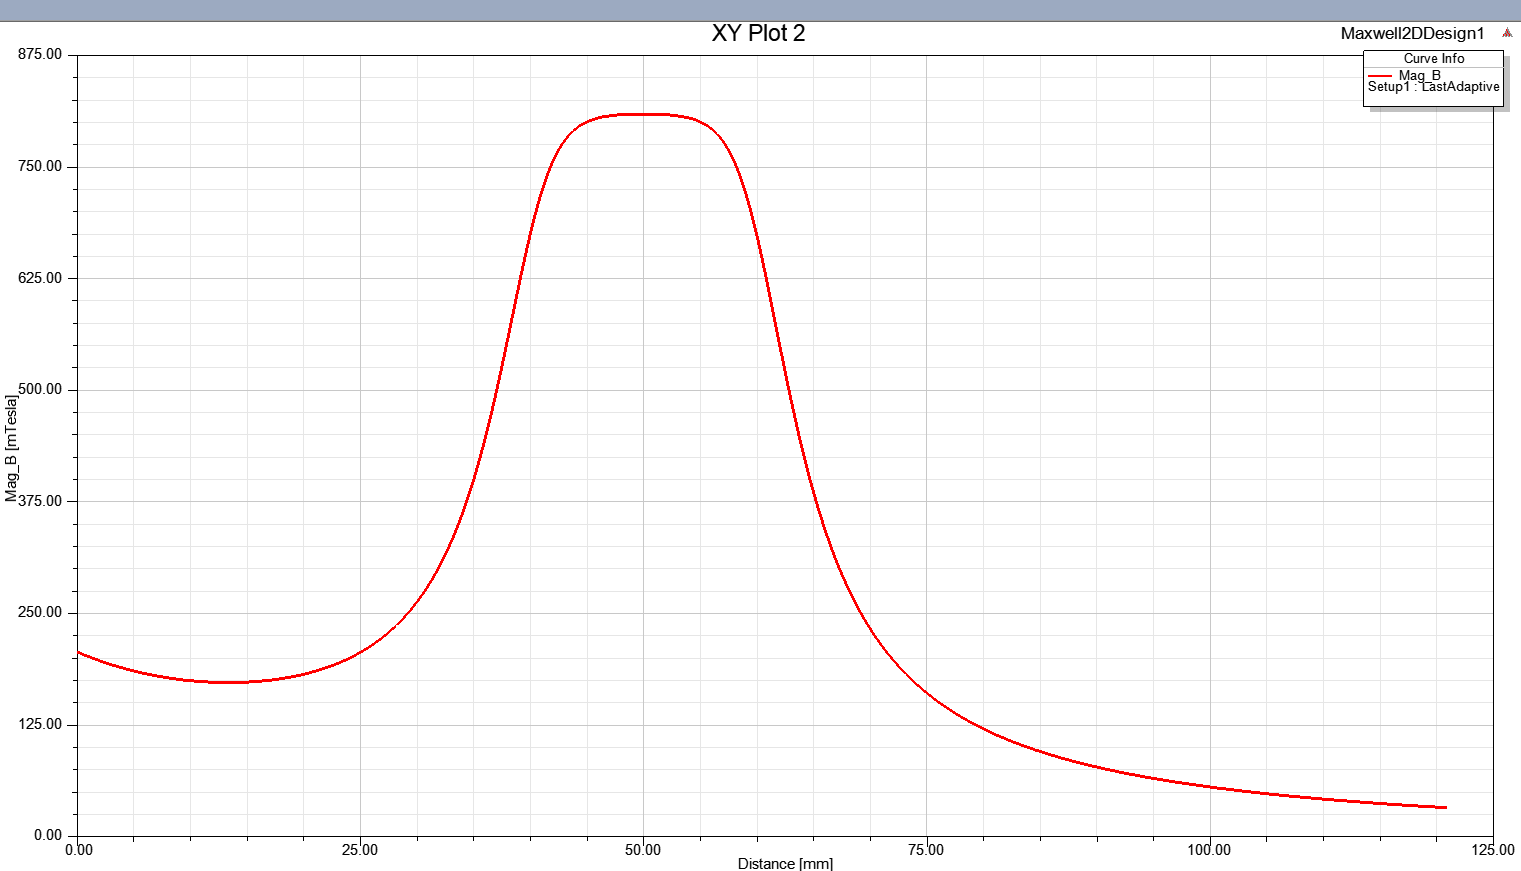 XY Plot 2
Maxwell2DDesign1
Curve Info
Mag_B
Setup1 : LastAdaptive
875.00
750.00
625.00
500.00
375.00
250.00
125.00
0.00
Mag_B [mTesla]
0.00 25.00 50.00 75.00 100.00 125.00
Distance [mm]